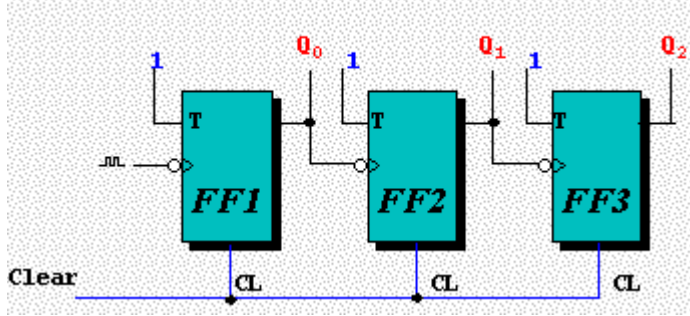 1 Q₀ 1 Q₁ 1 Q₂
T T T
FF1 FF2 FF3
Clear CL CL CL